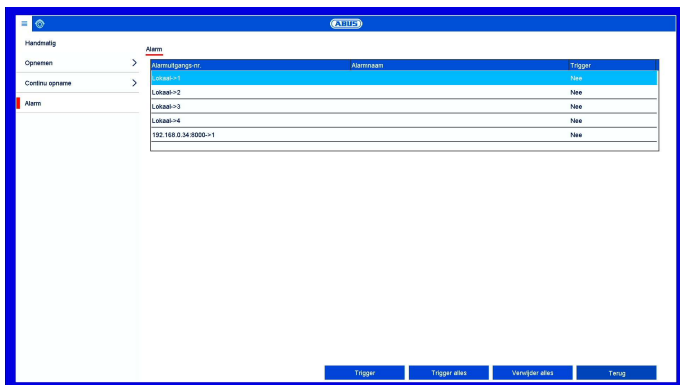 ABUS
Handmatig
Opnemen
Continu opname
Alarm
Alarm
Alarmuitgangs-nr. Alarmnaam Trigger
Lokaal->1 Nee
Lokaal->2 Nee
Lokaal->3 Nee
Lokaal->4 Nee
192.168.0.34:8000->1 Nee
Trigger Trigger alles Verwijder alles Terug